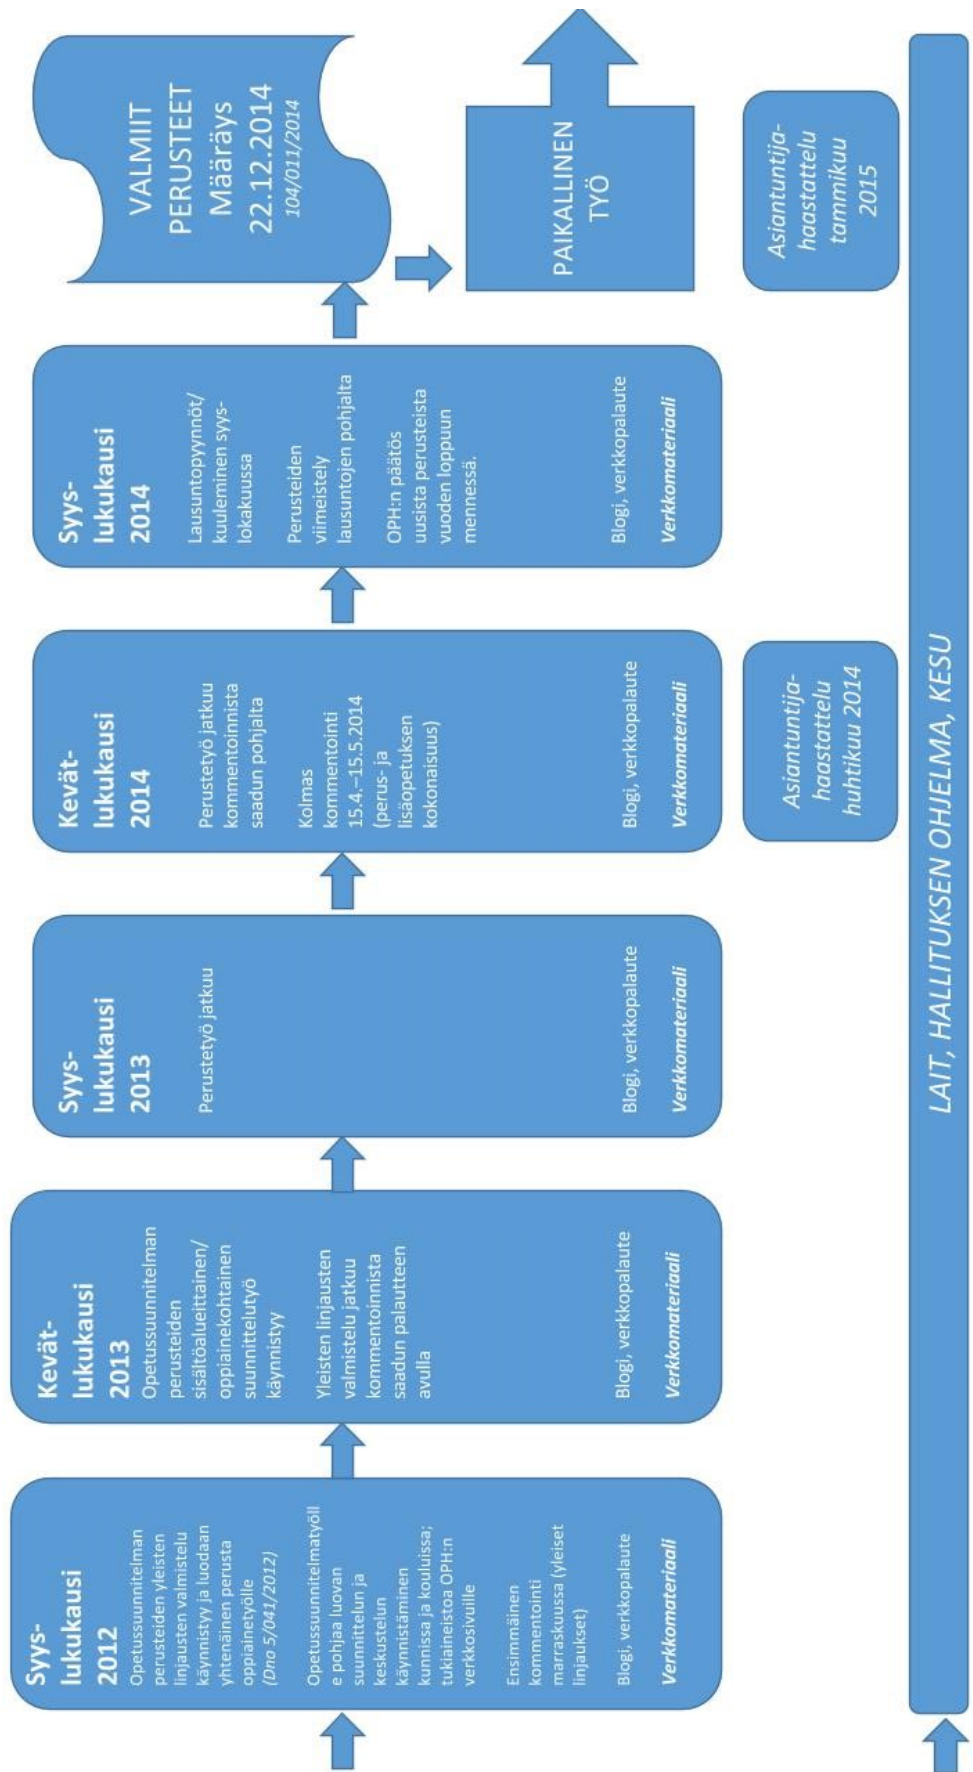 Syys-
lukukausi
2012
Opetussuunnitelman
perusteiden yleisten
linjausten valmistelu
käynnistyy ja luodaan
yhtenäinen perusta
oppiainetyölle
(Dno 5/041/2012)
Opetussuunnitelmatyöll
e pohjaa luovan
suunnittelun ja
keskustelun
käynnistäminen
kunnissa ja kouluissa;
tukiaineistoa OPH:n
verkkosivuille
Ensimmäinen
kommentointi
marraskuussa (yleiset
linjaukset)
Blogi, verkkopalaute
Verkkomateriaali
Kevät-
lukukausi
2013
Opetussuunnitelman
perusteiden
sisältöalueittainen/
oppiainekohtainen
suunnittelutyö
käynnistyy
Yleisten linjausten
valmistelu jatkuu
kommentoinnista
saadun palautteen
avulla
Blogi, verkkopalaute
Verkkomateriaali
Syys-
lukukausi
2013
Perustetyö jatkuu
Blogi, verkkopalaute
Verkkomateriaali
Kevät-
lukukausi
2014
Perustetyö jatkuu
kommentoinnista
saadun pohjalta
Kolmas
kommentointi
15.4.–15.5.2014
(perus- ja
lisäopetuksen
kokonaisuus)
Blogi, verkkopalaute
Verkkomateriaali
Syys-
lukukausi
2014
Lausuntopyynnöt/
kuuleminen syys-
lokakuussa
Perusteiden
viimeistely
lausuntojen pohjalta
OPH:n päätös
uusista perusteista
vuoden loppuun
mennessä.
Blogi, verkkopalaute
Verkkomateriaali
VALMIIT
PERUSTEET
Määräys
22.12.2014
104/011/2014
PAIKALLINEN
TYÖ
Asiantuntija-
haastattelu
huhtikuu 2014
Asiantuntija-
haastattelu
tammikuu
2015
LAIT, HALLITUKSEN OHJELMA, KESU